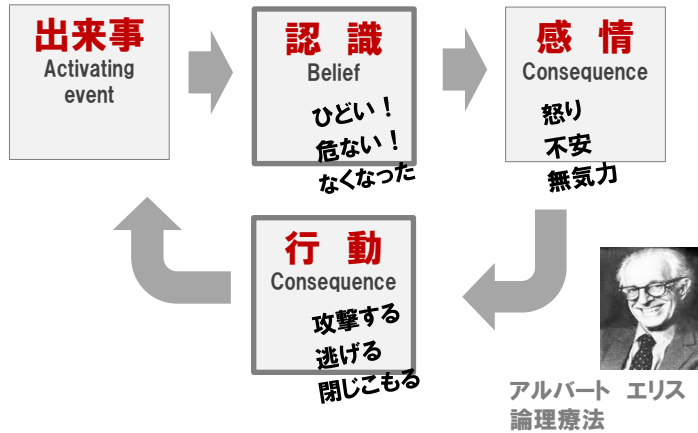 出来事
Activating
event
認 識
Belief
ひどい！
危ない！
なくなった
感 情
Consequence
怒り
不安
無気力
行 動
Consequence
攻撃する
逃げる
閉じこもる
アルバート エリス
論理療法